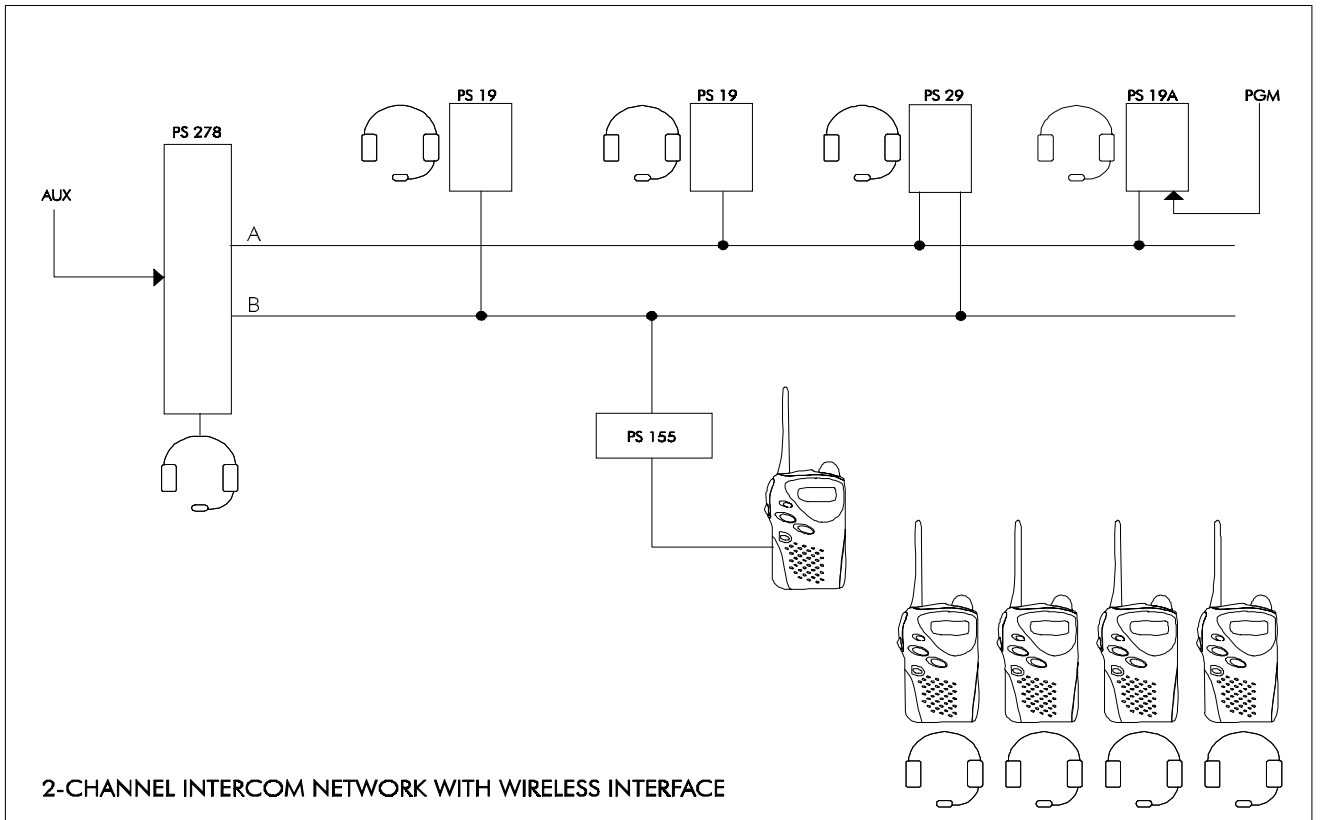 PS 19
PS 19
PS 29
PS 19A
PGM
PS 278
AUX
A
B
PS 155
2-CHANNEL INTERCOM NETWORK WITH WIRELESS INTERFACE